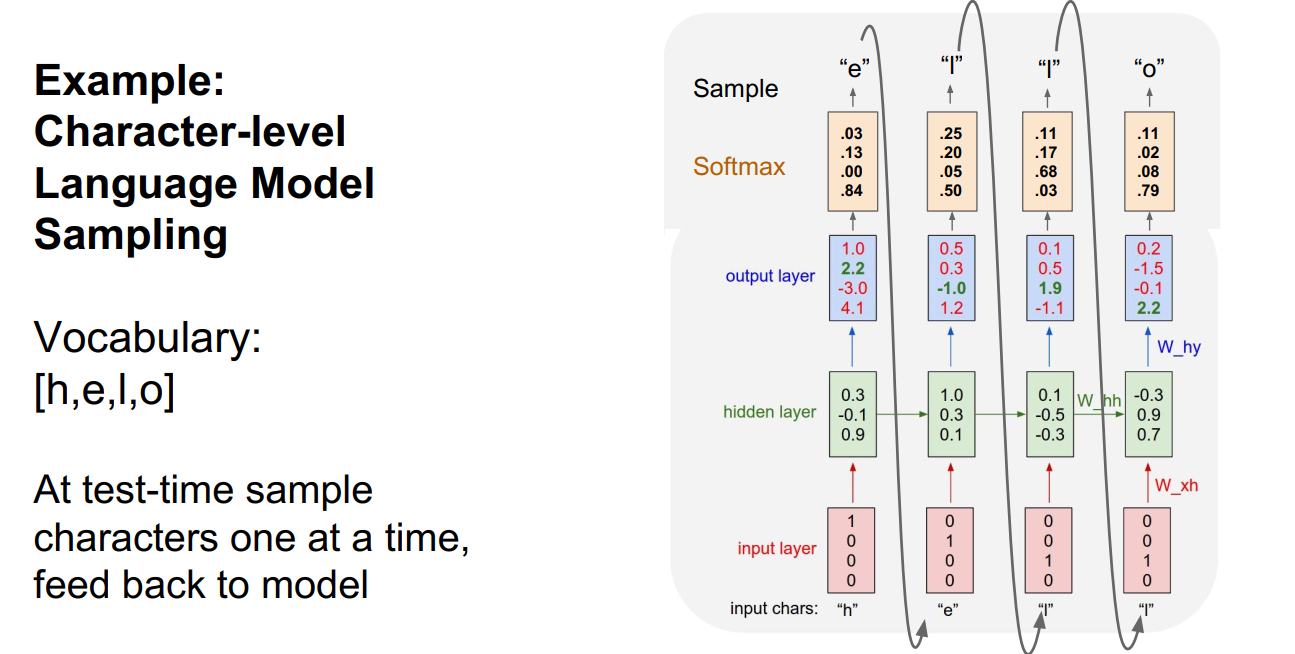 Example:
Character-level
Language Model
Sampling
Vocabulary:
[h,e,l,o]
At test-time sample
characters one at a time,
feed back to model
Sample
“e” “l” “l” “o”
Softmax
.03 .25 .11 .11
.13 .20 .17 .02
.00 .05 .68 .08
.84 .50 .03 .79
output layer
1.0 0.5 0.1 0.2
2.2 0.3 0.5 -1.5
-3.0 -1.0 1.9 -0.1
4.1 1.2 -1.1 2.2
W_hy
hidden layer
0.3 1.0 0.1 -0.3
-0.1 0.3 -0.5 0.9
0.9 0.1 -0.3 0.7
W_hh
W_xh
input layer
1 0 0 0
0 1 0 0
0 0 1 1
0 0 0 0
input chars: “h” “e” “l” “l”